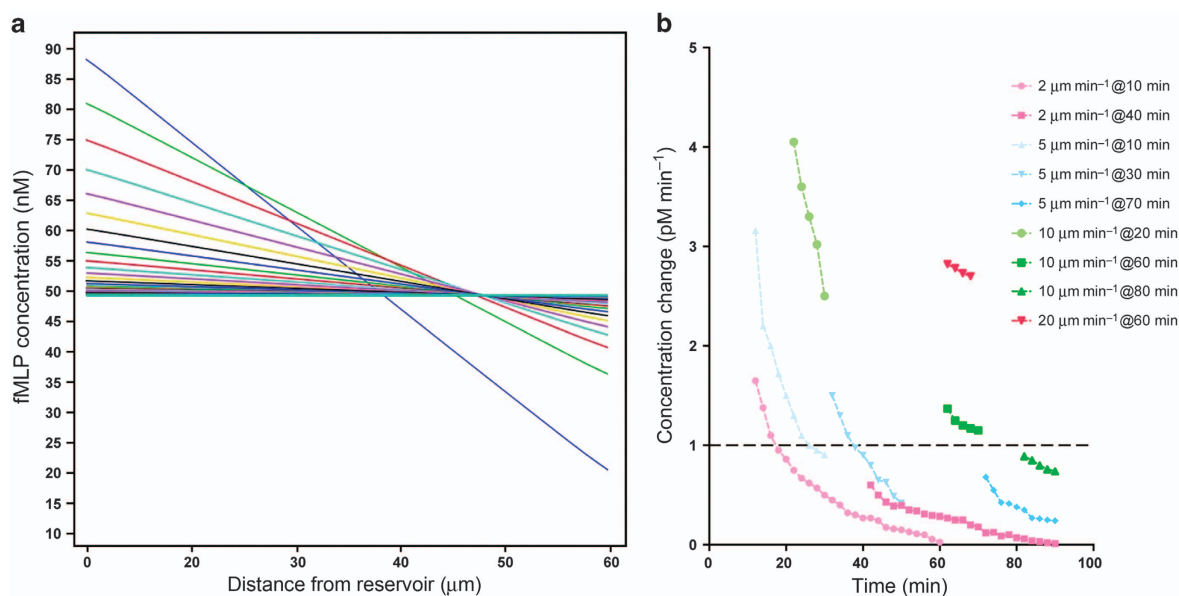 a
90
85
80
75
70
65
60
55
50
45
40
35
30
25
20
15
10
0 20 30 40 50 60
fMLP concentration (nM)
Distance from reservoir (μm)
b
5
4
3
2
1
0
0 20 40 60 80 100
Concentration change (pM min⁻¹)
Time (min)
2 μm min⁻¹@10 min
2 μm min⁻¹@40 min
5 μm min⁻¹@10 min
5 μm min⁻¹@30 min
5 μm min⁻¹@70 min
10 μm min⁻¹@20 min
10 μm min⁻¹@60 min
10 μm min⁻¹@80 min
20 μm min⁻¹@60 min